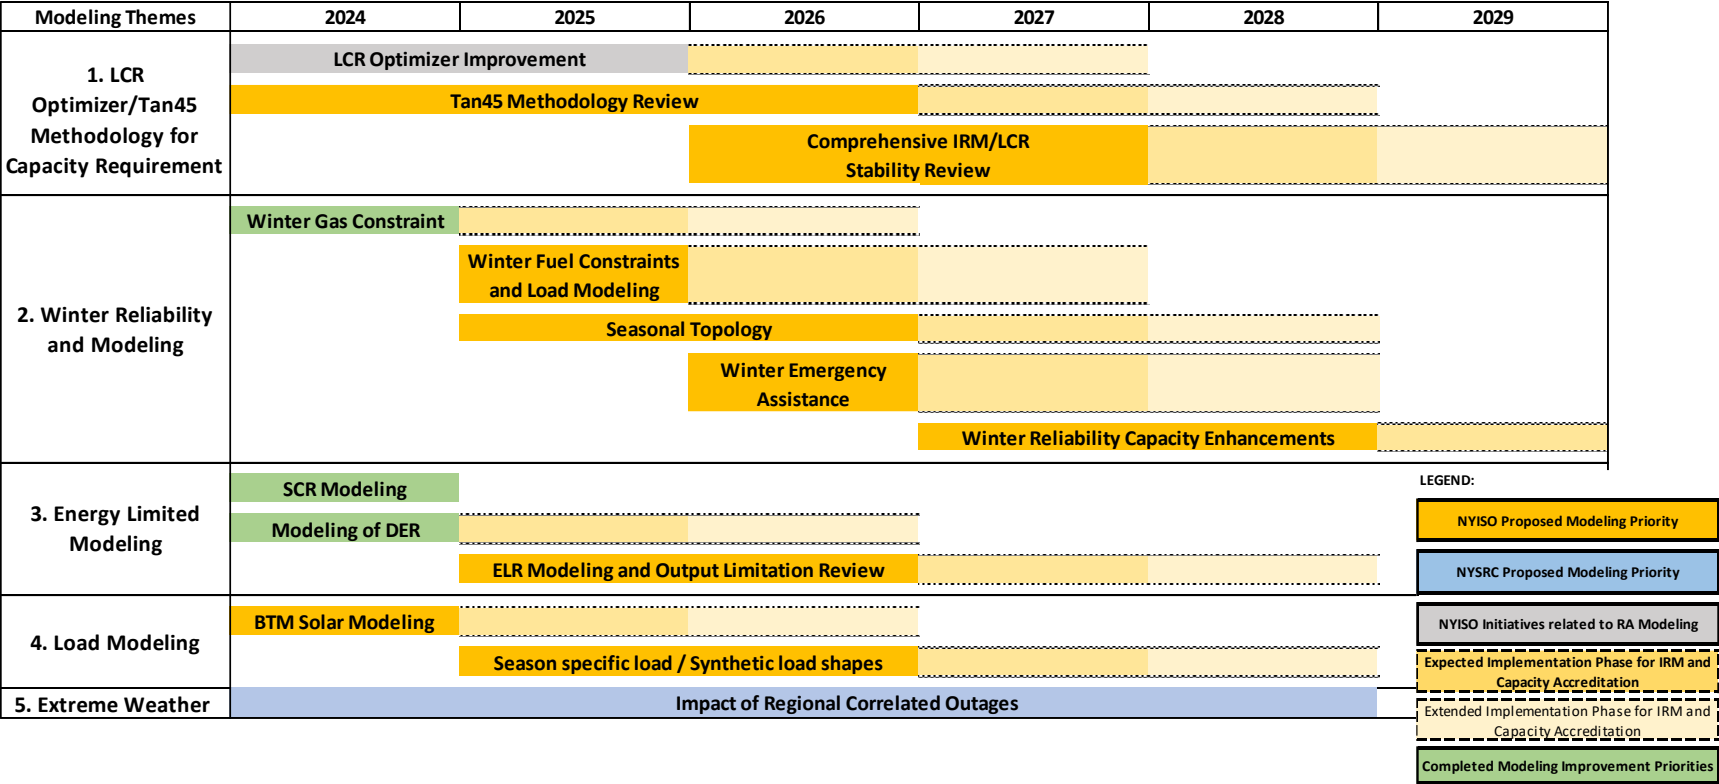 Modeling Themes 2024 2025 2026 2027 2028 2029
1. LCR
Optimizer/Tan45
Methodology for
Capacity Requirement
LCR Optimizer Improvement
Tan45 Methodology Review
Comprehensive IRM/LCR
Stability Review
2. Winter Reliability
and Modeling
Winter Gas Constraint
Winter Fuel Constraints
and Load Modeling
Seasonal Topology
Winter Emergency
Assistance
Winter Reliability Capacity Enhancements
3. Energy Limited
Modeling
SCR Modeling
Modeling of DER
ELR Modeling and Output Limitation Review
4. Load Modeling
BTM Solar Modeling
Season specific load / Synthetic load shapes
5. Extreme Weather
Impact of Regional Correlated Outages
LEGEND:
NYISO Proposed Modeling Priority
NYSRC Proposed Modeling Priority
NYISO Initiatives related to RA Modeling
Expected Implementation Phase for IRM and
Capacity Accreditation
Extended Implementation Phase for IRM and
Capacity Accreditation
Completed Modeling Improvement Priorities